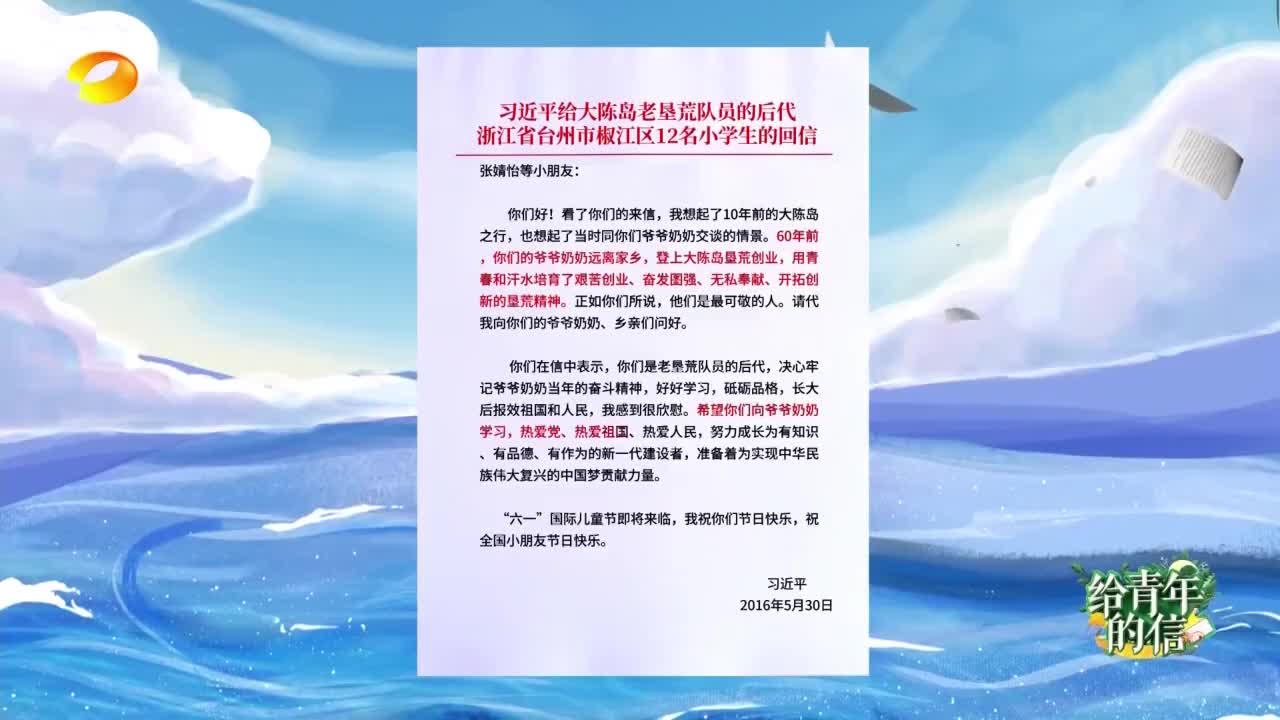 习近平给大陈岛老垦荒队员的后代
浙江省台州市椒江区12名小学生的回信
张婧怡等小朋友：
你们好！看了你们的来信，我想起了10年前的大陈岛
之行，也想起了当时同你们爷爷奶奶交谈的情景。60年前
，你们的爷爷奶奶远离家乡，登上大陈岛垦荒创业，用青
春和汗水培育了艰苦创业、奋发图强、无私奉献、开拓创
新的垦荒精神。正如你们所说，他们是最可敬的人。请代
我向你们的爷爷奶奶、乡亲们问好。
你们在信中表示，你们是老垦荒队员的后代，决心牢
记爷爷奶奶当年的奋斗精神，好好学习，砥砺品格，长大
后报效祖国和人民，我感到很欣慰。希望你们向爷爷奶奶
学习，热爱党、热爱祖国、热爱人民，努力成长为有知识
、有品德、有作为的新一代建设者，准备着为实现中华民
族伟大复兴的中国梦贡献力量。
“六一”国际儿童节即将来临，我祝你们节日快乐，祝
全国小朋友节日快乐。
习近平
2016年5月30日
给青年
的信